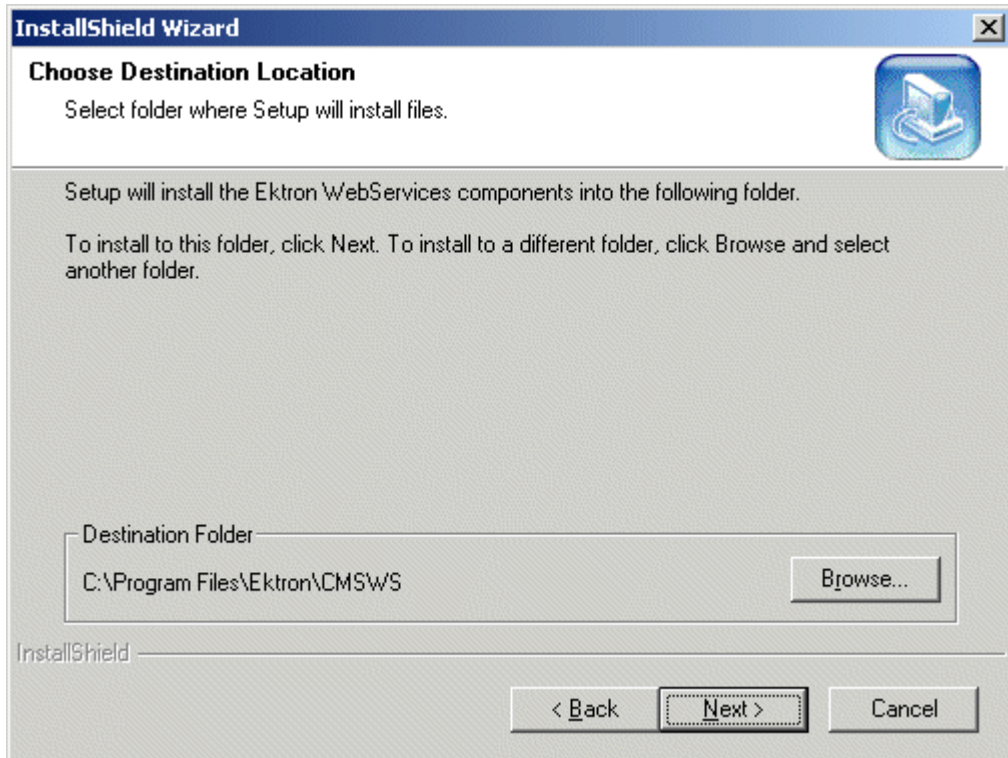 InstallShield Wizard
Choose Destination Location
Select folder where Setup will install files.
Setup will install the Ektron WebServices components into the following folder.
To install to this folder, click Next. To install to a different folder, click Browse and select
another folder.
Destination Folder
C:\Program Files\Ektron\CMSWS
Browse...
InstallShield
< Back
Next >
Cancel